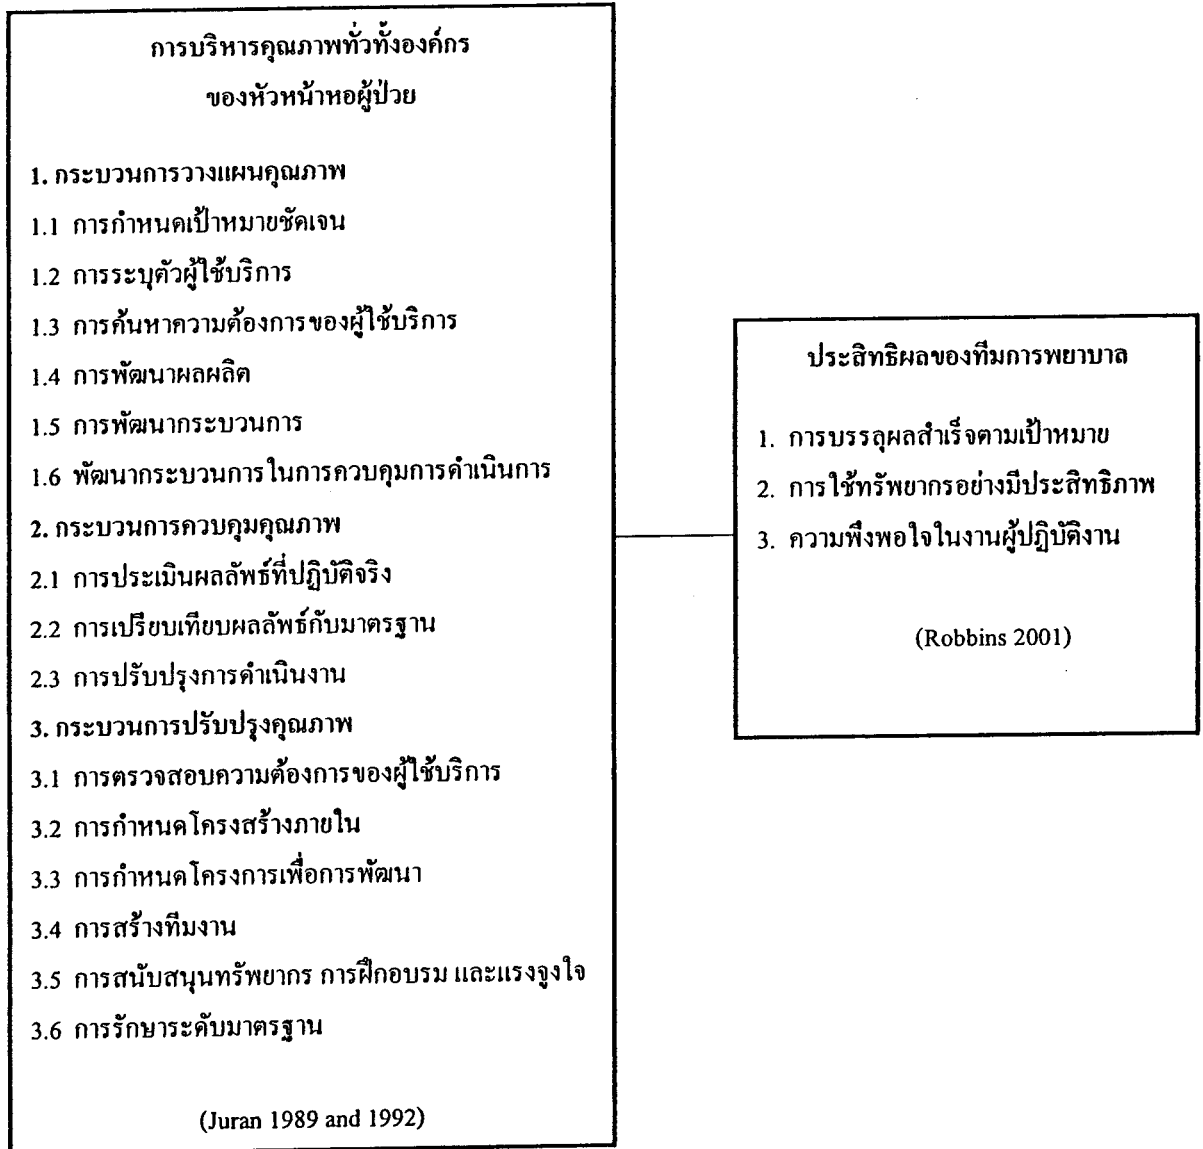 การบริหารคุณภาพทั่วทั้งองค์กร
ของหัวหน้าหอผู้ป่วย
1. กระบวนการวางแผนคุณภาพ
1.1 การกำหนดเป้าหมายชัดเจน
1.2 การระบุตัวผู้ใช้บริการ
1.3 การค้นหาความต้องการของผู้ใช้บริการ
1.4 การพัฒนาผลผลิต
1.5 การพัฒนากระบวนการ
1.6 พัฒนากระบวนการในการควบคุมการดำเนินการ
2. กระบวนการควบคุมคุณภาพ
2.1 การประเมินผลลัพธ์ที่ปฏิบัติจริง
2.2 การเปรียบเทียบผลลัพธ์กับมาตรฐาน
2.3 การปรับปรุงการดำเนินงาน
3. กระบวนการปรับปรุงคุณภาพ
3.1 การตรวจสอบความต้องการของผู้ใช้บริการ
3.2 การกำหนดโครงสร้างภายใน
3.3 การกำหนดโครงการเพื่อการพัฒนา
3.4 การสร้างทีมงาน
3.5 การสนับสนุนทรัพยากร การฝึกอบรม และแรงจูงใจ
3.6 การรักษาระดับมาตรฐาน
(Juran 1989 and 1992)
ประสิทธิผลของทีมการพยาบาล
1. การบรรลุผลสำเร็จตามเป้าหมาย
2. การใช้ทรัพยากรอย่างมีประสิทธิภาพ
3. ความพึงพอใจในงานผู้ปฏิบัติงาน
(Robbins 2001)